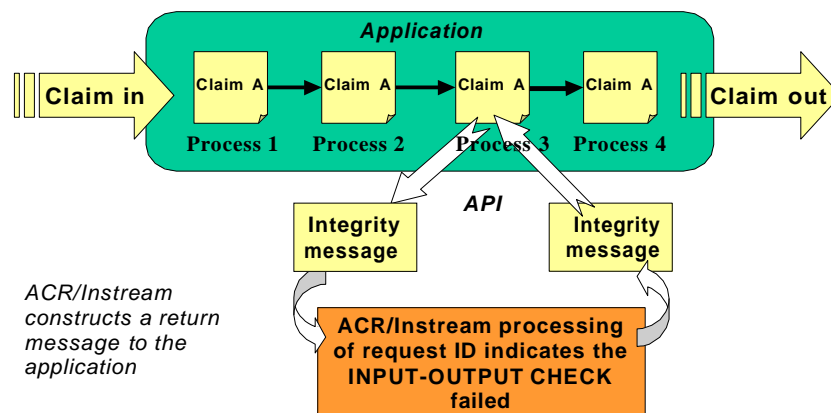 Application
Claim in
Claim A
Claim A
Claim A
Claim A
Claim out
Process 1
Process 2
Process 3
Process 4
API
Integrity
message
Integrity
message
ACR/Instream
constructs a return
message to the
application
ACR/Instream processing
of request ID indicates the
INPUT-OUTPUT CHECK
failed